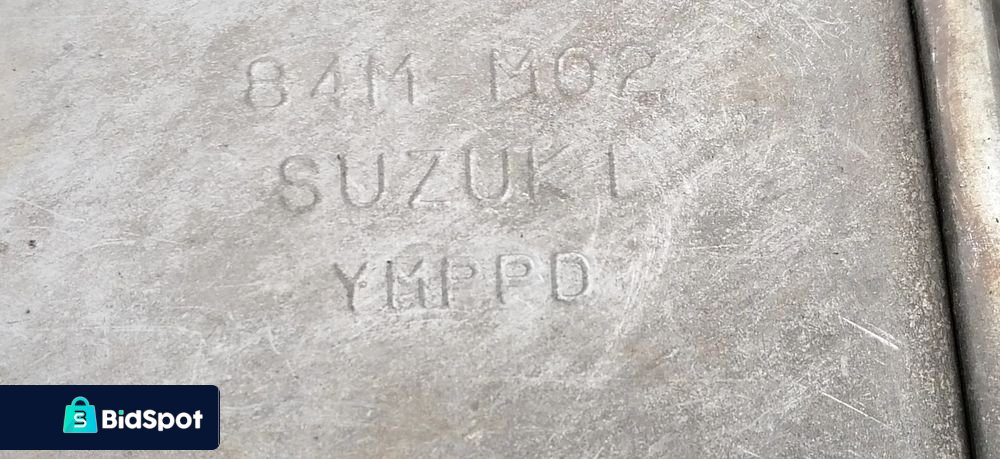 84M M02
SUZUKI
YMPPD
BidSpot